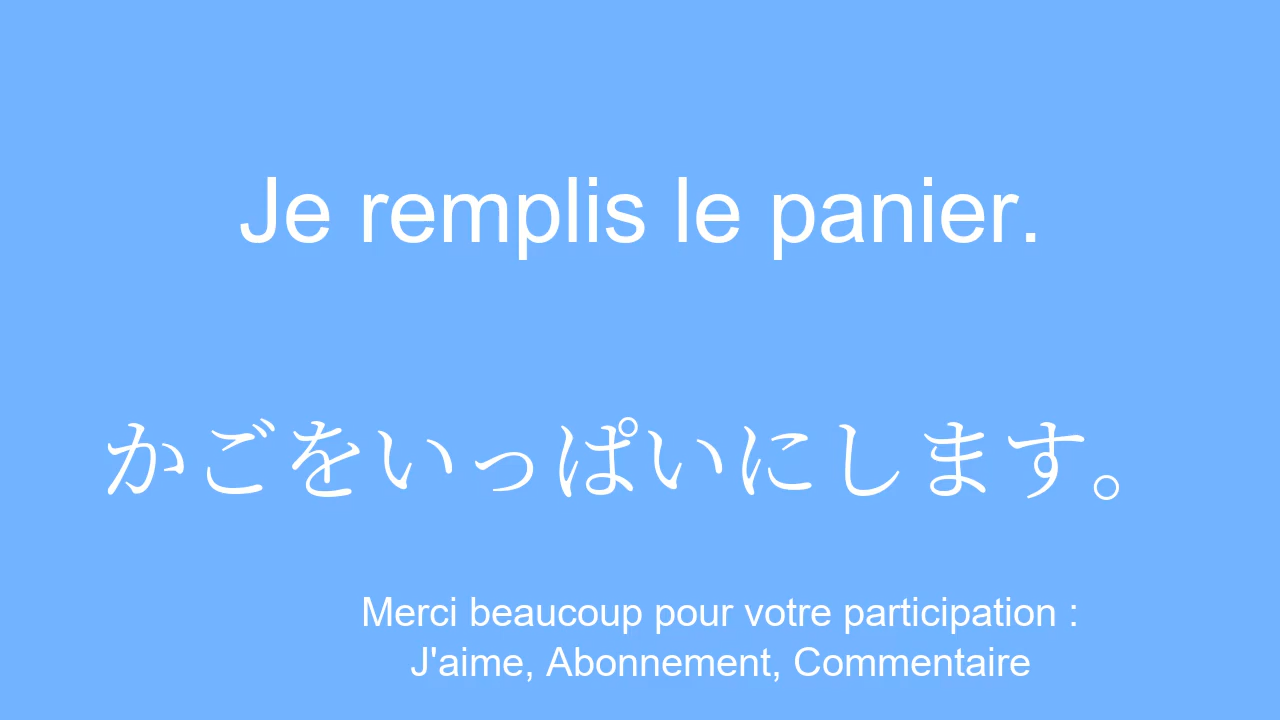 Je remplis le panier.
かごをいっぱいにします。
Merci beaucoup pour votre participation :
J'aime, Abonnement, Commentaire